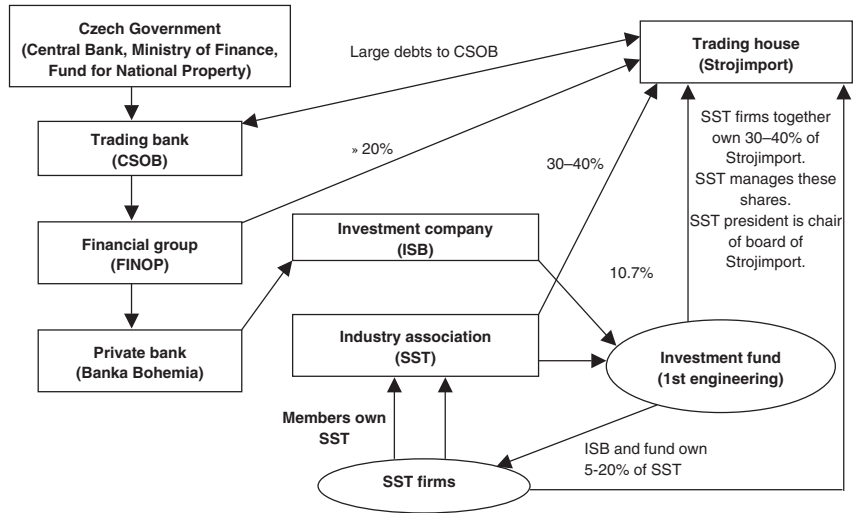 Czech Government
(Central Bank, Ministry of Finance,
Fund for National Property)
Large debts to CSOB
Trading house
(Strojimport)
Trading bank
(CSOB)
» 20%
30–40%
SST firms together
own 30–40% of
Strojimport.
SST manages these
shares.
SST president is chair
of board of
Strojimport.
Financial group
(FINOP)
Investment company
(ISB)
10.7%
Private bank
(Banka Bohemia)
Industry association
(SST)
Investment fund
(1st engineering)
Members own
SST
ISB and fund own
5-20% of SST
SST firms